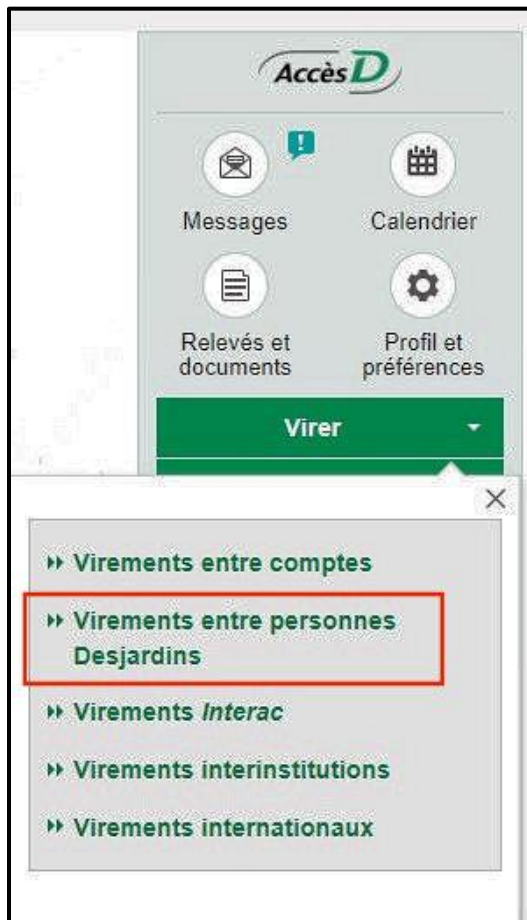 Accès D
!
Messages
Calendrier
Relevés et
documents
Profil et
préférences
Virer
Virements entre comptes
Virements entre personnes
Desjardins
Virements Interac
Virements interinstitutions
Virements internationaux